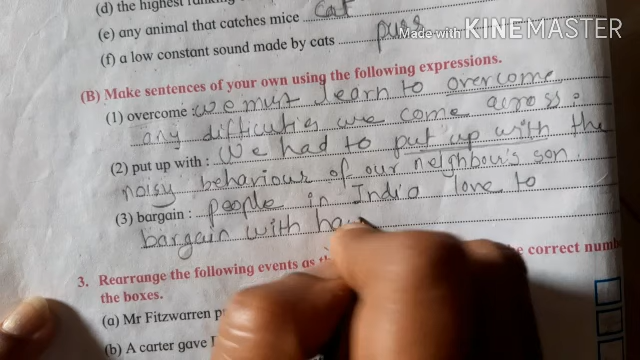 (d) the highest
(e) any animal that catches mice cat
Made with KINEMASTER
(f) a low constant sound made by cats purr
(B) Make sentences of your own using the following expressions.
(1) overcome : we must learn to overcome
any difficulties we come across.
(2) put up with : We had to put up with the
noisy behaviour of our neighbour's son.
(3) bargain : people in India love to
bargain with
3. Rearrange the following events as correct
the boxes.
(a) Mr Fitzwarren
(b) A carter gave